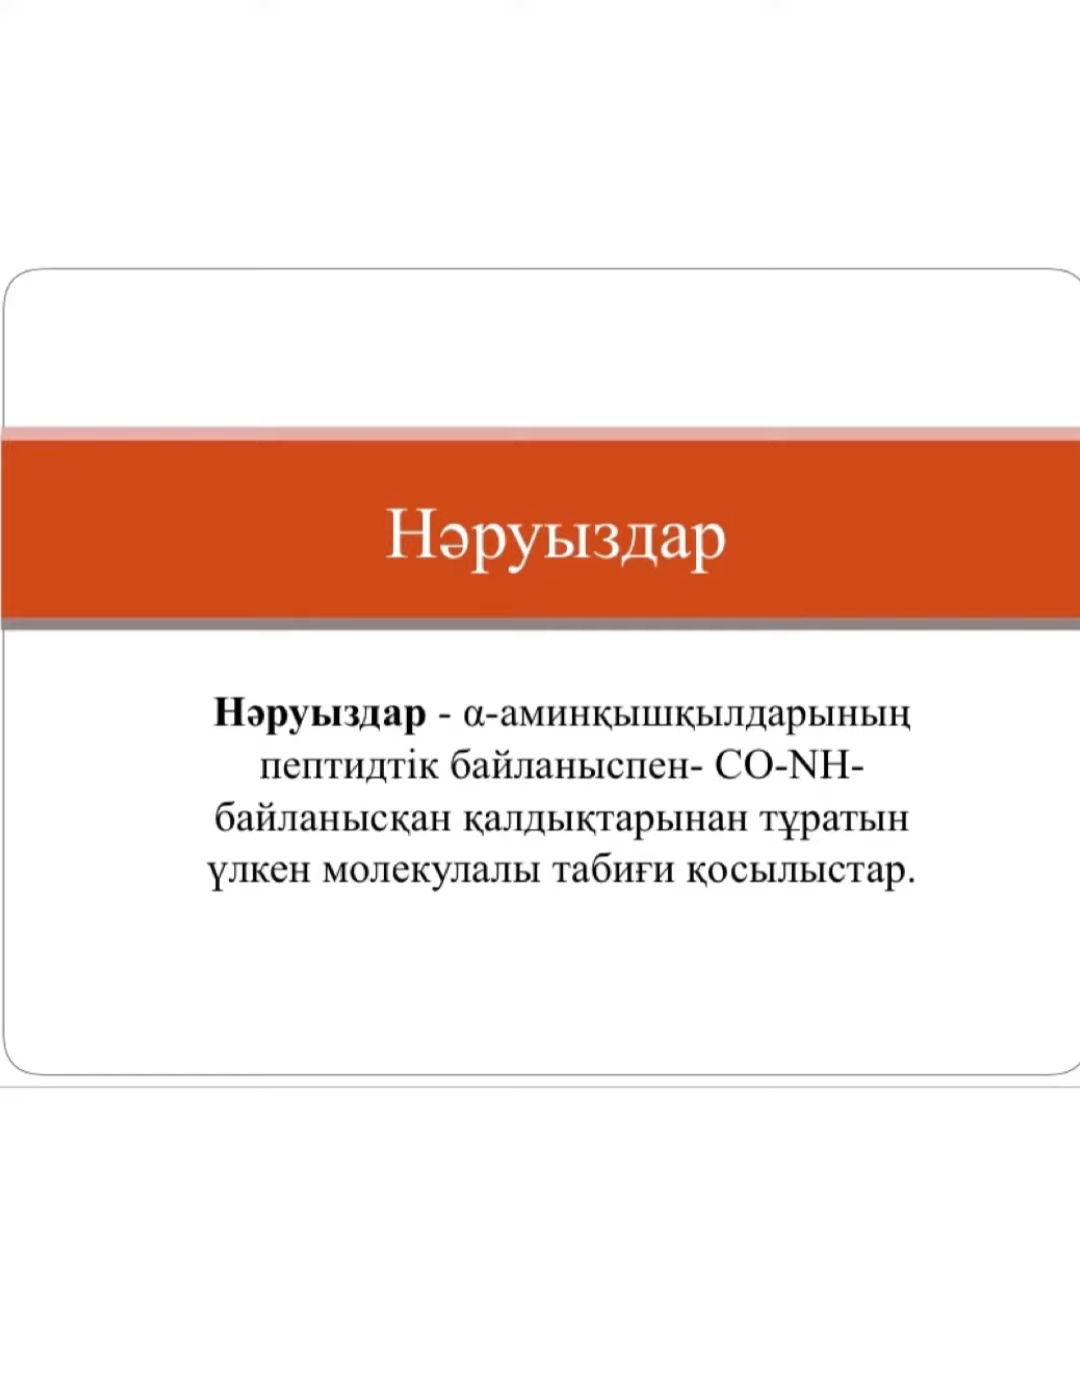 Нәруыздар
Нәруыздар - α-аминқышқылдарының
пептидтік байланыспен- CO-NH-
байланысқан қалдықтарынан тұратын
үлкен молекулалы табиғи қосылыстар.